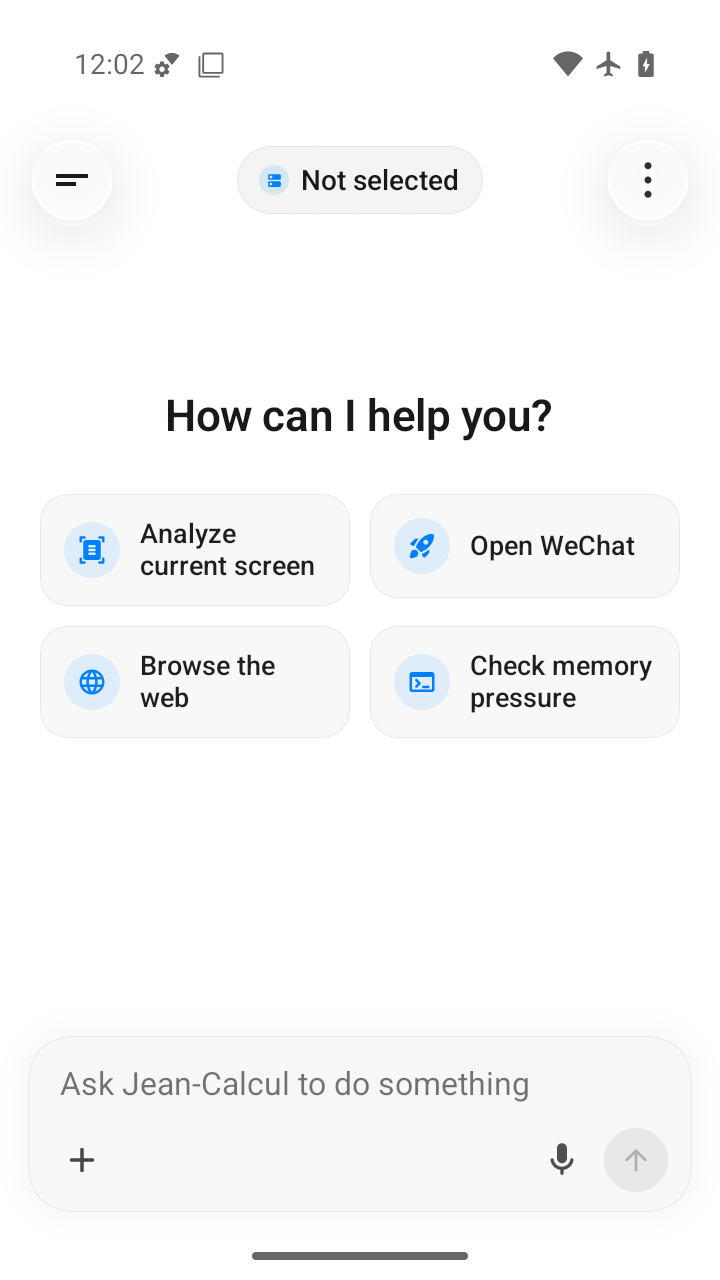 12:02
Not selected
How can I help you?
Analyze
current screen
Open WeChat
Browse the
web
Check memory
pressure
Ask Jean-Calcul to do something